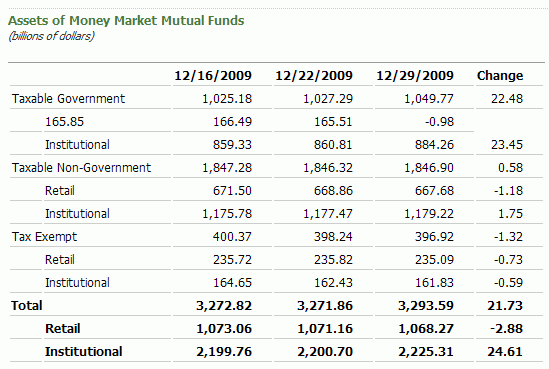 Assets of Money Market Mutual Funds
(billions of dollars)
12/16/2009 12/22/2009 12/29/2009 Change
Taxable Government 1,025.18 1,027.29 1,049.77 22.48
165.85 166.49 165.51 -0.98
Institutional 859.33 860.81 884.26 23.45
Taxable Non-Government 1,847.28 1,846.32 1,846.90 0.58
Retail 671.50 668.86 667.68 -1.18
Institutional 1,175.78 1,177.47 1,179.22 1.75
Tax Exempt 400.37 398.24 396.92 -1.32
Retail 235.72 235.82 235.09 -0.73
Institutional 164.65 162.43 161.83 -0.59
Total 3,272.82 3,271.86 3,293.59 21.73
Retail 1,073.06 1,071.16 1,068.27 -2.88
Institutional 2,199.76 2,200.70 2,225.31 24.61